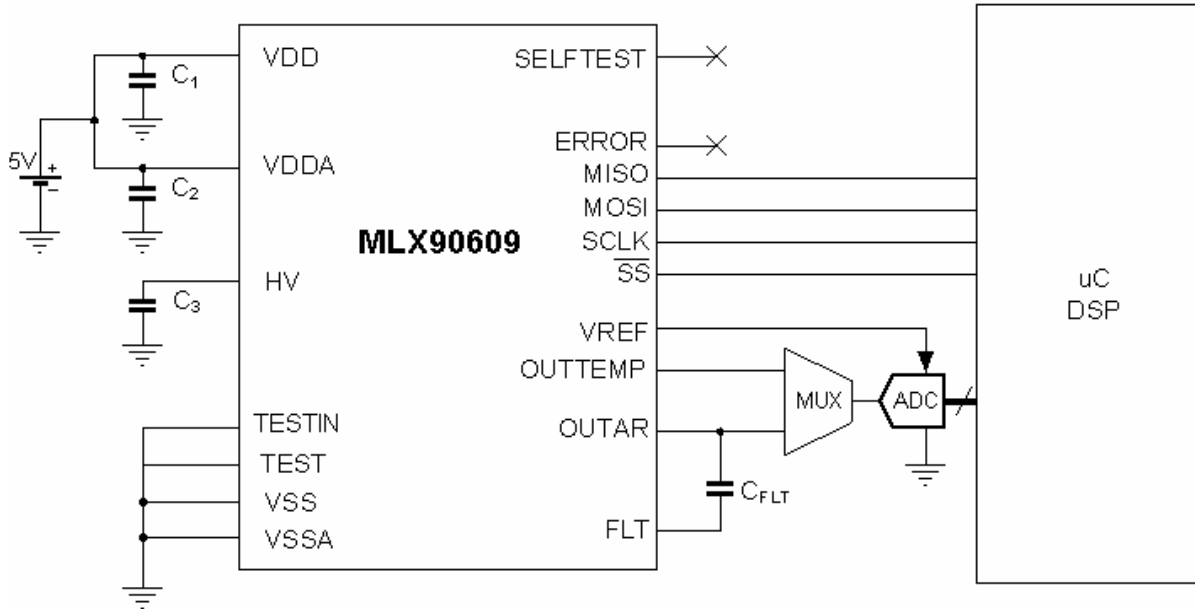 5V
+
−
VDD
C1
VDDA
C2
HV
C3
TESTIN
TEST
VSS
VSSA
MLX90609
SELFTEST
ERROR
MISO
MOSI
SCLK
S̅S̅
VREF
OUTTEMP
OUTAR
FLT
CFLT
MUX
ADC
uC
DSP